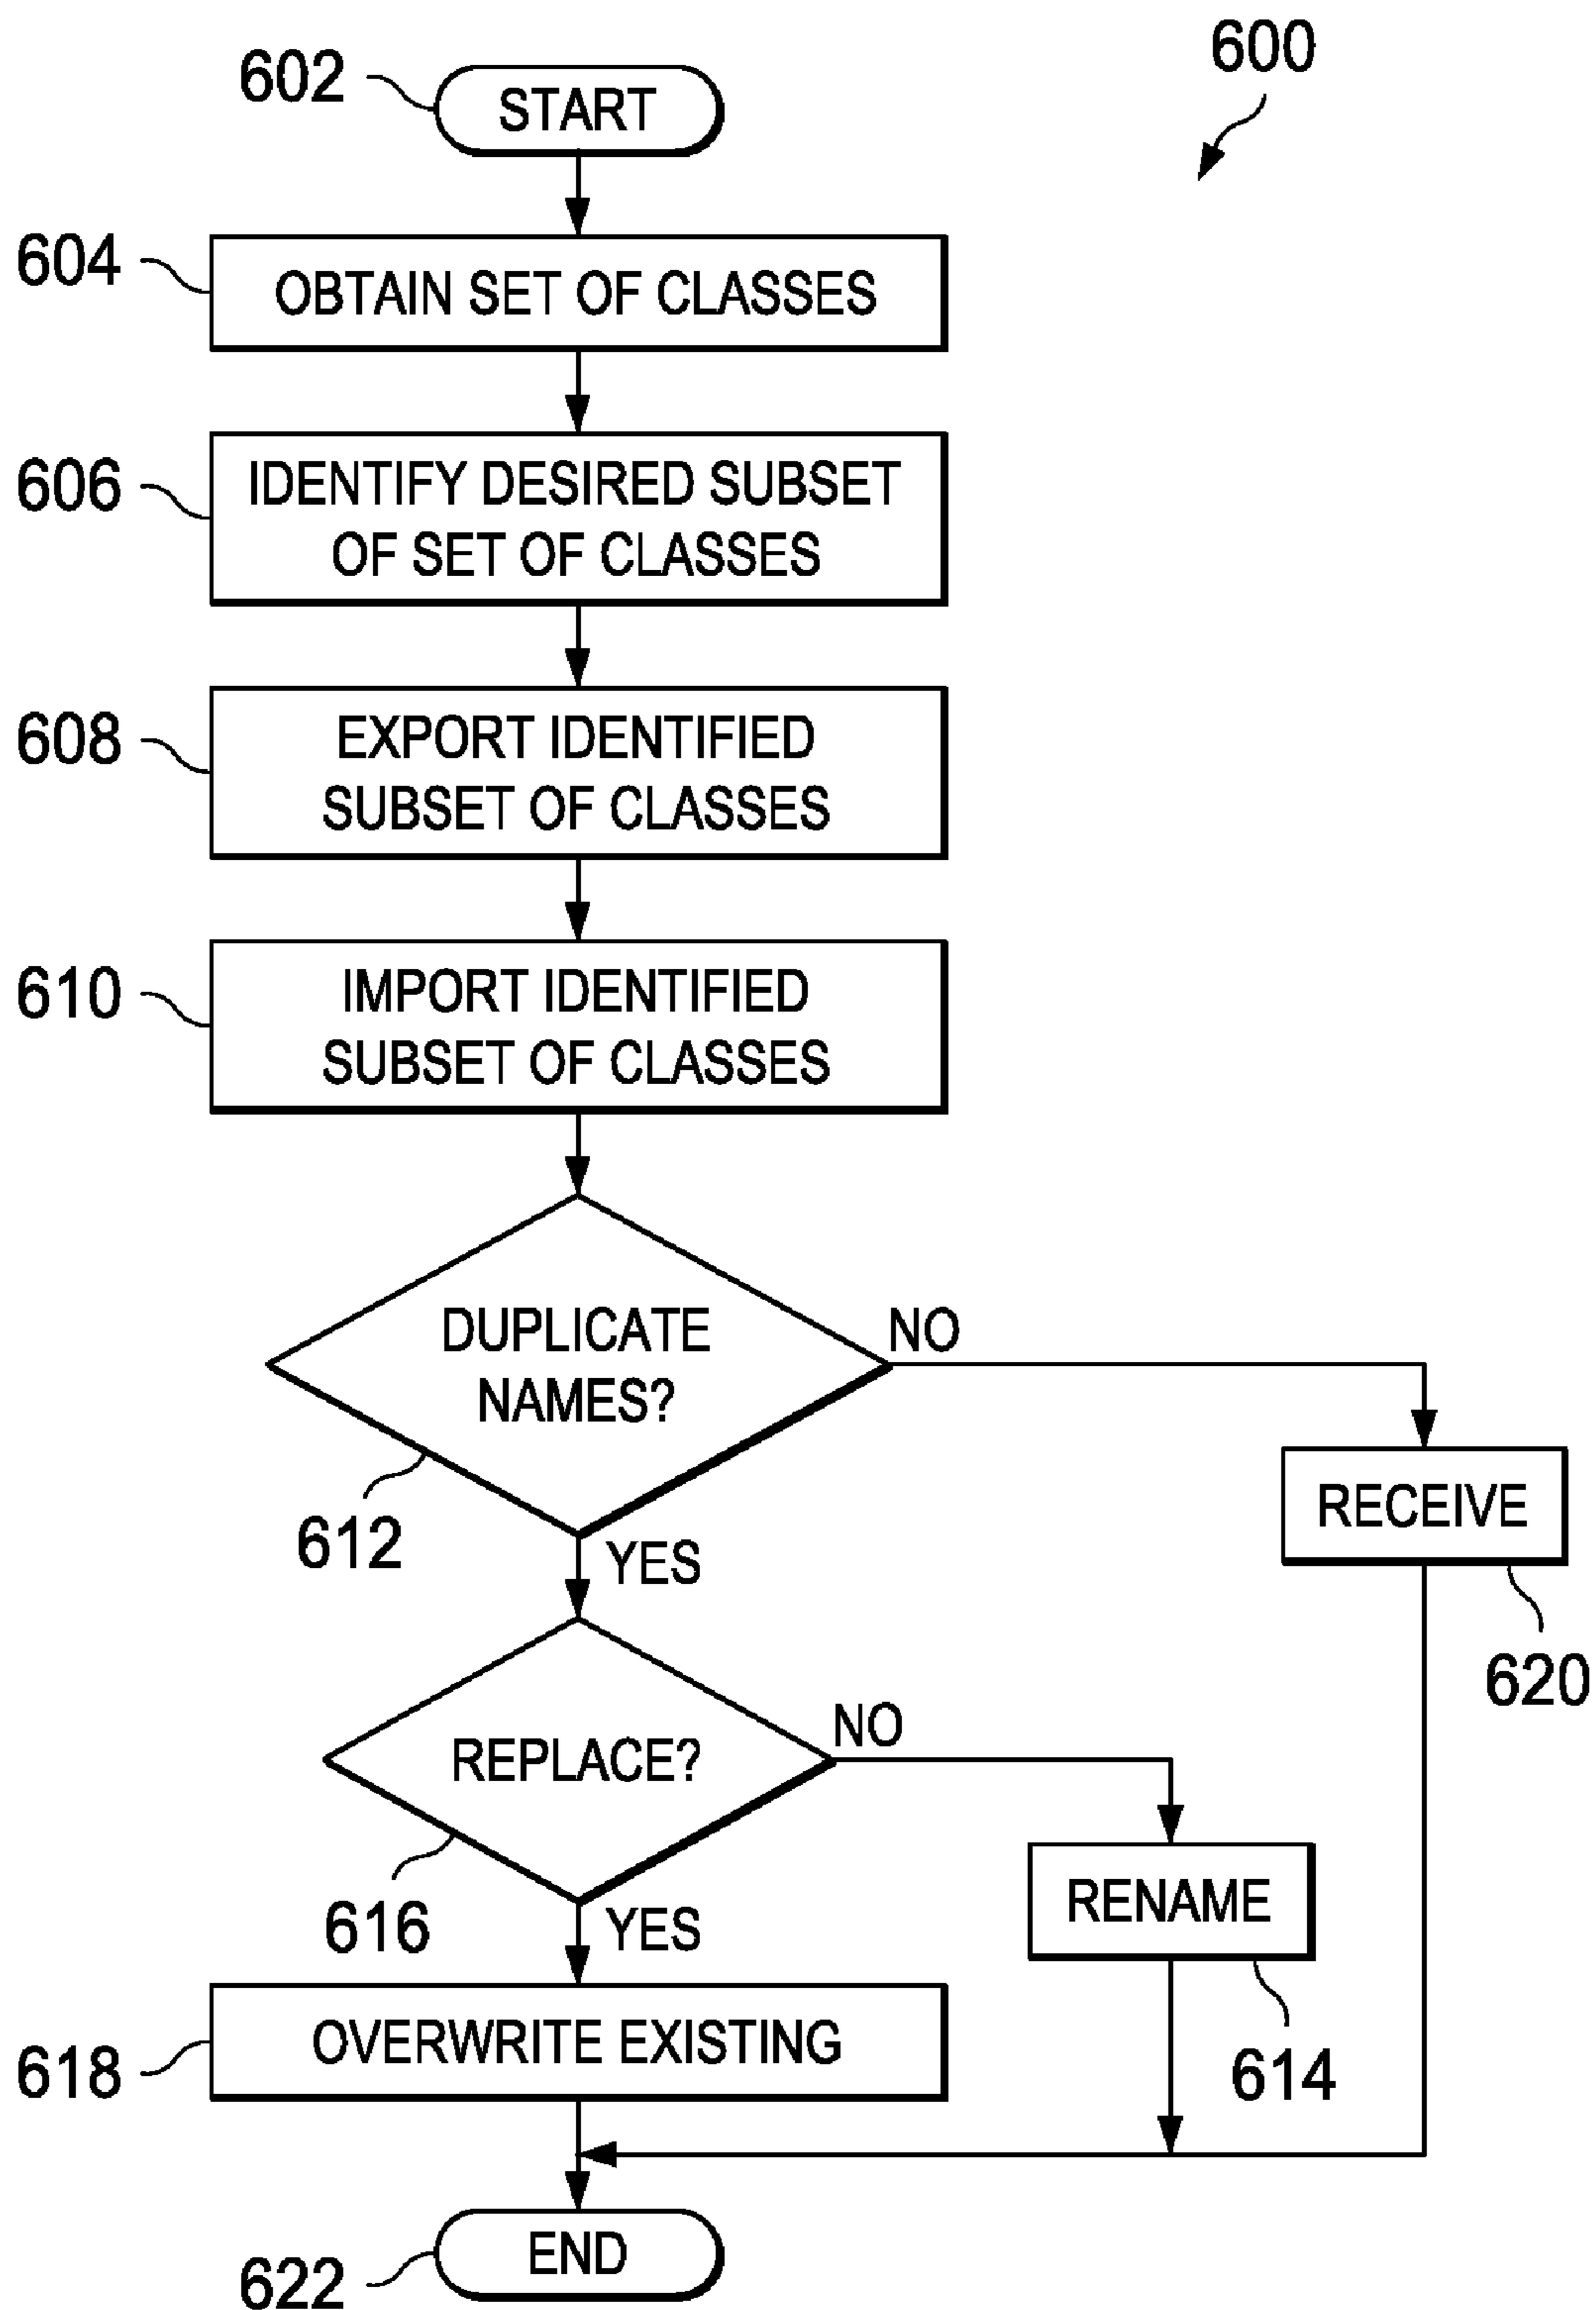 600
602
START
604
OBTAIN SET OF CLASSES
606
IDENTIFY DESIRED SUBSET
OF SET OF CLASSES
608
EXPORT IDENTIFIED
SUBSET OF CLASSES
610
IMPORT IDENTIFIED
SUBSET OF CLASSES
DUPLICATE
NAMES?
NO
612
YES
RECEIVE
620
REPLACE?
NO
616
YES
RENAME
614
618
OVERWRITE EXISTING
END
622